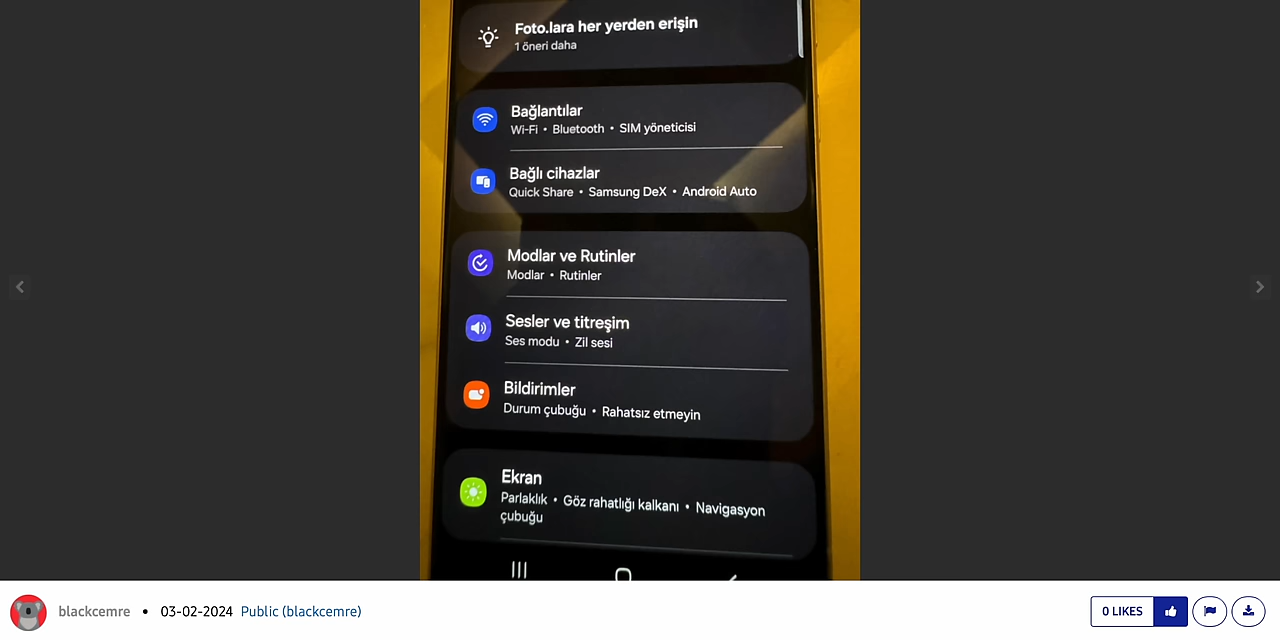 Foto.lara her yerden erişin
1 öneri daha
Bağlantılar
Wi-Fi • Bluetooth • SIM yöneticisi
Bağlı cihazlar
Quick Share • Samsung DeX • Android Auto
Modlar ve Rutinler
Modlar • Rutinler
Sesler ve titreşim
Ses modu • Zil sesi
Bildirimler
Durum çubuğu • Rahatsız etmeyin
Ekran
Parlaklık • Göz rahatlığı kalkanı • Navigasyon
çubuğu
blackcemre • 03-02-2024 Public (blackcemre)
0 LIKES